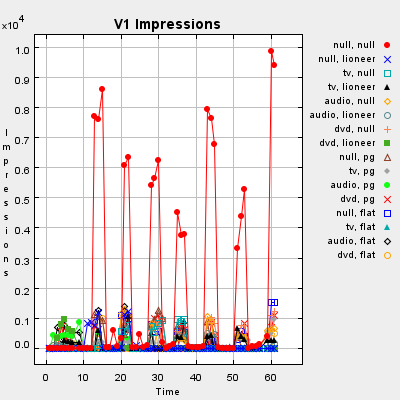 V1 Impressions
×10⁴
1.0
0.9
0.8
0.7
0.6
0.5
0.4
0.3
0.2
0.1
0.0
Impressions
0 10 20 30 40 50 60
Time
null, null
null, lioneer
tv, null
tv, lioneer
audio, null
audio, lioneer
dvd, null
dvd, lioneer
null, pg
tv, pg
audio, pg
dvd, pg
null, flat
tv, flat
audio, flat
dvd, flat